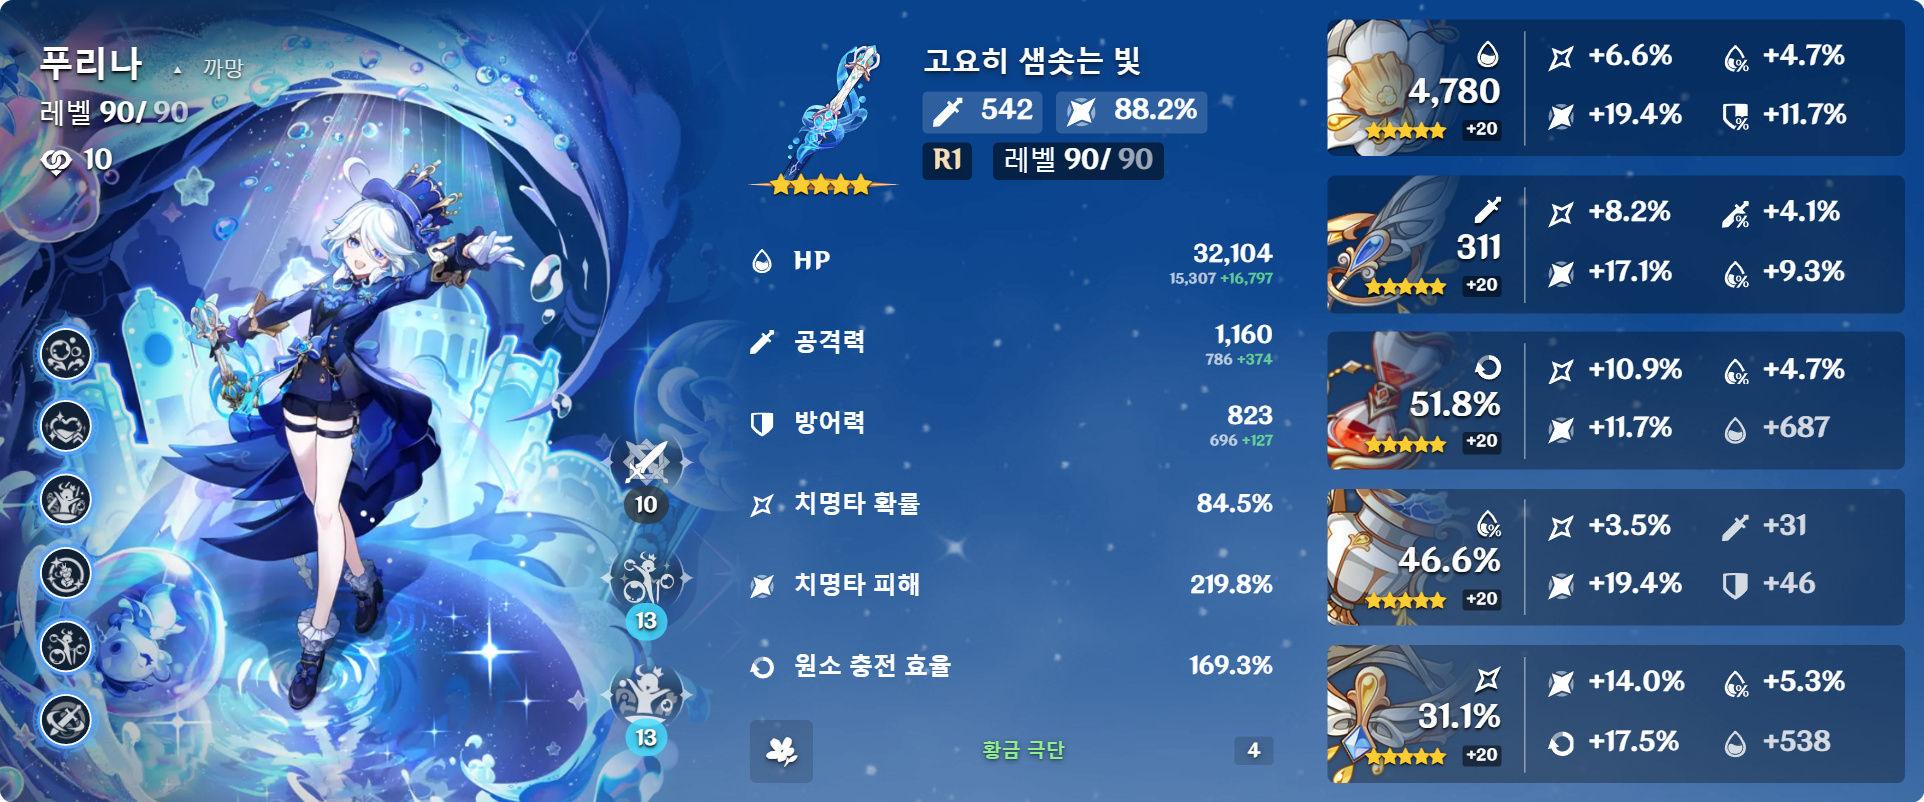 푸리나 까망
레벨 90/ 90
10
10
13
13
고요히 샘솟는 빛
542 88.2%
R1 레벨 90/ 90
HP 32,104
15,307 +16,797
공격력 1,160
786 +374
방어력 823
696 +127
치명타 확률 84.5%
치명타 피해 219.8%
원소 충전 효율 169.3%
황금 극단 4
4,780
+20
+6.6% +4.7%
+19.4% +11.7%
311
+20
+8.2% +4.1%
+17.1% +9.3%
51.8%
+20
+10.9% +4.7%
+11.7% +687
46.6%
+20
+3.5% +31
+19.4% +46
31.1%
+20
+14.0% +5.3%
+17.5% +538